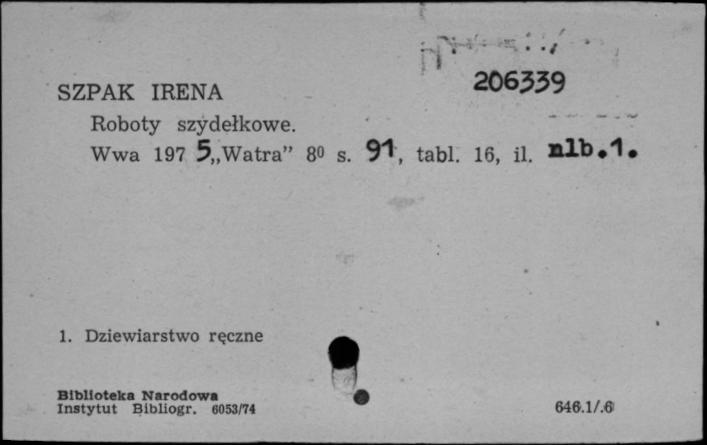 206339
SZPAK IRENA
Roboty szydełkowe.
Wwa 197 5 „Watra” 8⁰ s. 91, tabl. 16, il. nlb.1.
1. Dziewiarstwo ręczne
Biblioteka Narodowa
Instytut Bibliogr. 6053/74
646.1/.6